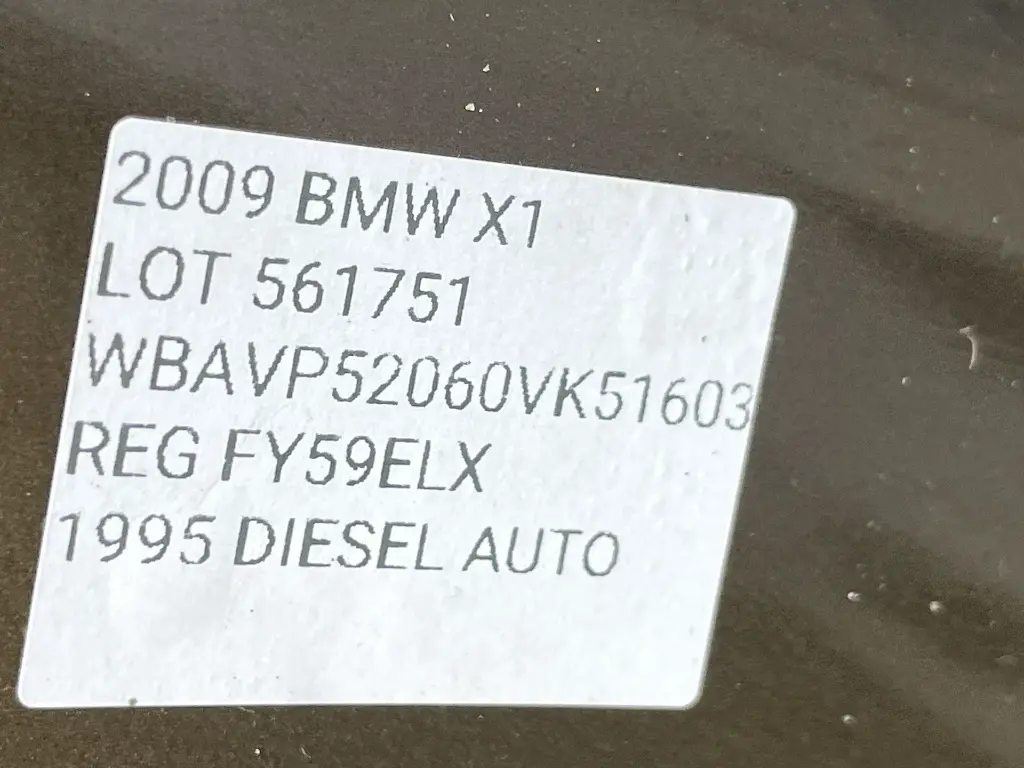 2009 BMW X1
LOT 561751
WBAVP52060VK51603
REG FY59ELX
1995 DIESEL AUTO